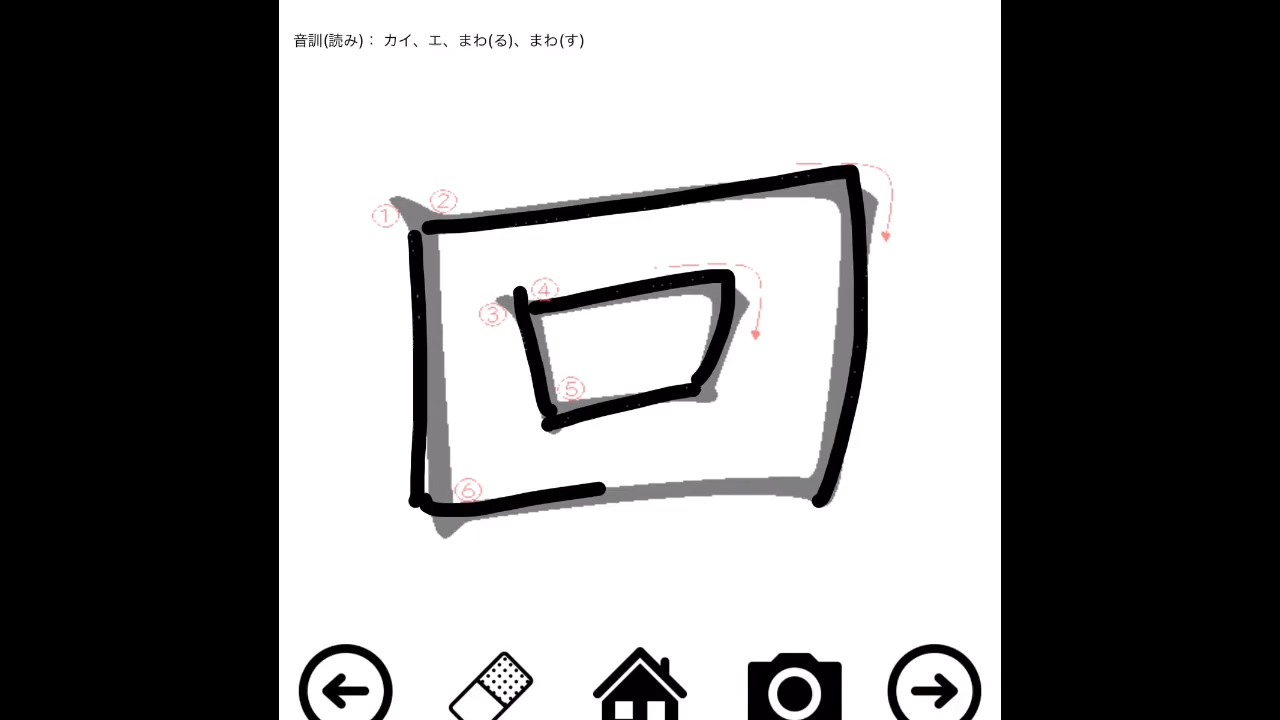 音訓(読み)： カイ、エ、まわ(る)、まわ(す)
① ②
③ ④
⑤
⑥
回